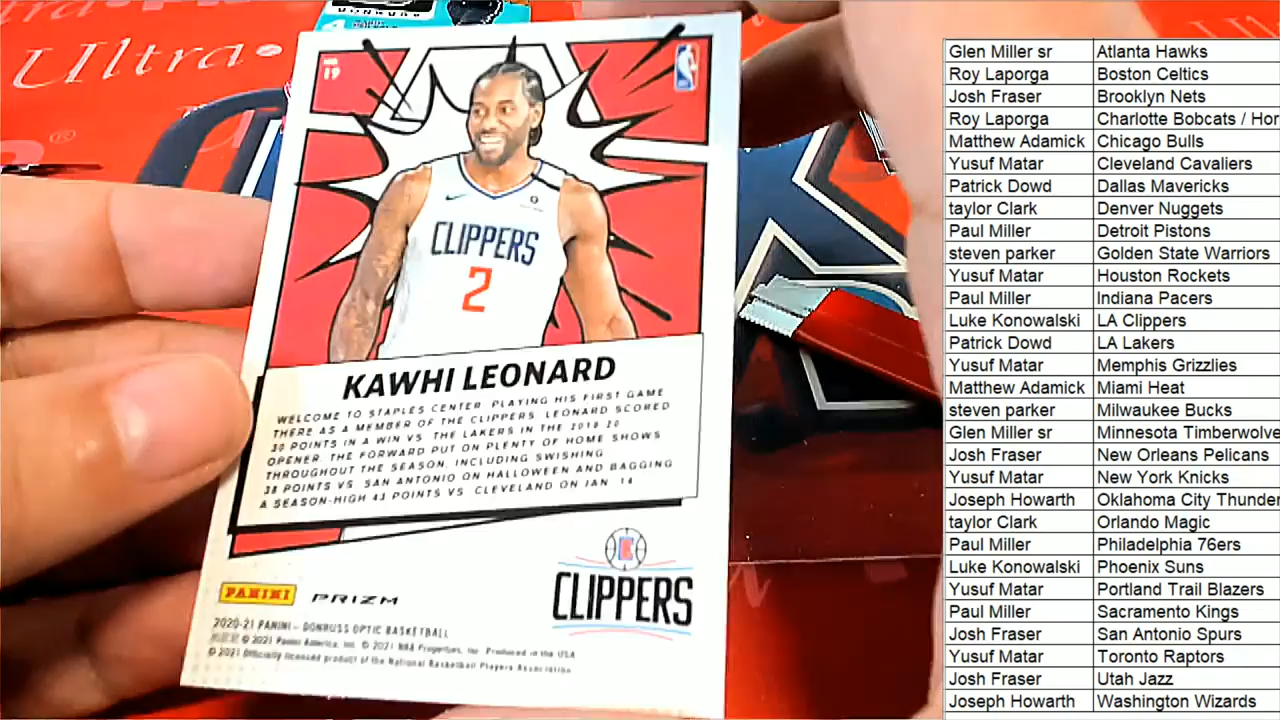 Ultra
®
NO.
19
CLIPPERS
2
KAWHI LEONARD
WELCOME TO STAPLES CENTER. PLAYING HIS FIRST GAME
THERE AS A MEMBER OF THE CLIPPERS, LEONARD SCORED
30 POINTS IN A WIN VS. THE LAKERS IN THE 2019-20
OPENER. THE FORWARD PUT ON PLENTY OF HOME SHOWS
THROUGHOUT THE SEASON, INCLUDING SWISHING
38 POINTS VS. SAN ANTONIO ON HALLOWEEN AND BAGGING
A SEASON-HIGH 43 POINTS VS. CLEVELAND ON JAN. 14
CLIPPERS
PANINI PRIZM
2020-21 PANINI – DONRUSS OPTIC BASKETBALL
© 2021 Panini America, Inc. © 2021 NBA Properties, Inc. Produced in the USA
© 2021 Officially licensed product of the National Basketball Players Association
Glen Miller sr Atlanta Hawks
Roy Laporga Boston Celtics
Josh Fraser Brooklyn Nets
Roy Laporga Charlotte Bobcats / Hor
Matthew Adamick Chicago Bulls
Yusuf Matar Cleveland Cavaliers
Patrick Dowd Dallas Mavericks
taylor Clark Denver Nuggets
Paul Miller Detroit Pistons
steven parker Golden State Warriors
Yusuf Matar Houston Rockets
Paul Miller Indiana Pacers
Luke Konowalski LA Clippers
Patrick Dowd LA Lakers
Yusuf Matar Memphis Grizzlies
Matthew Adamick Miami Heat
steven parker Milwaukee Bucks
Glen Miller sr Minnesota Timberwolve
Josh Fraser New Orleans Pelicans
Yusuf Matar New York Knicks
Joseph Howarth Oklahoma City Thunder
taylor Clark Orlando Magic
Paul Miller Philadelphia 76ers
Luke Konowalski Phoenix Suns
Yusuf Matar Portland Trail Blazers
Paul Miller Sacramento Kings
Josh Fraser San Antonio Spurs
Yusuf Matar Toronto Raptors
Josh Fraser Utah Jazz
Joseph Howarth Washington Wizards